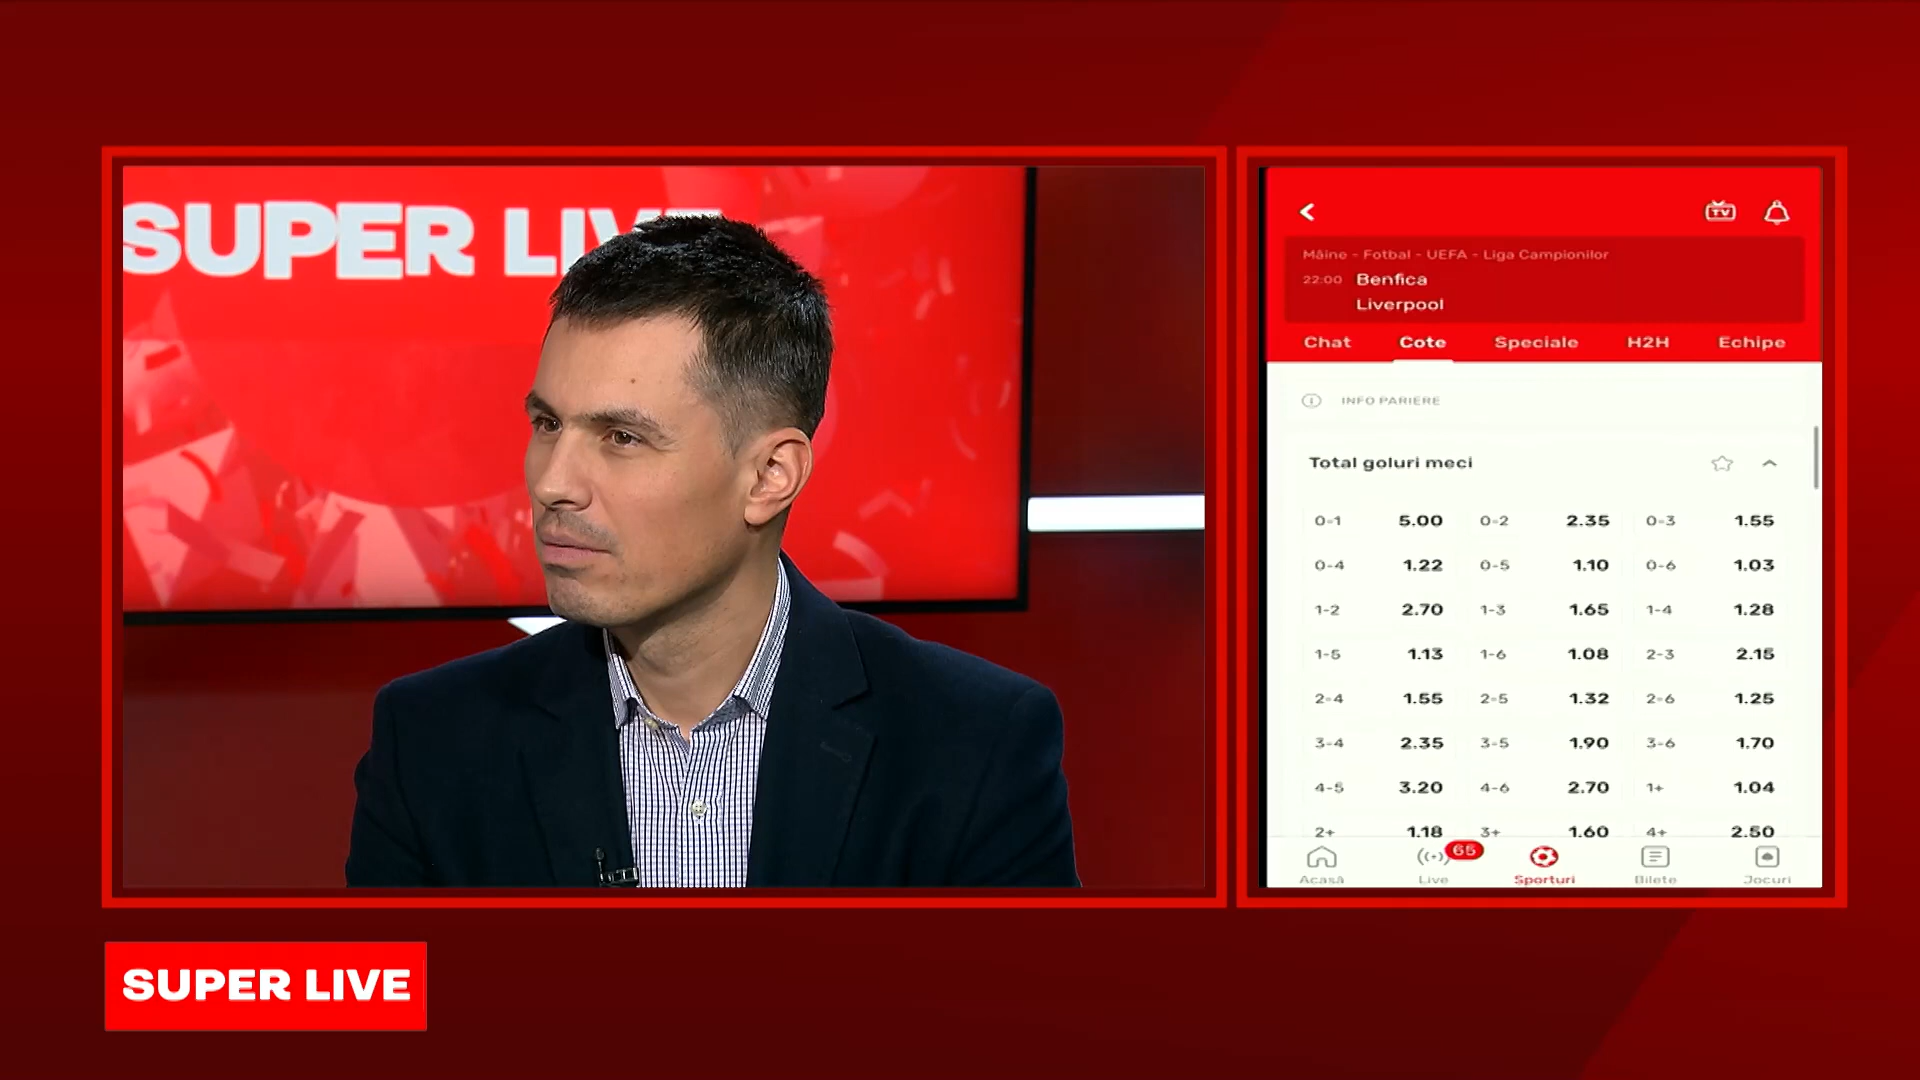 SUPER LIV
Mâine - Fotbal - UEFA - Liga Campionilor
22:00 Benfica
Liverpool
Chat Cote Speciale H2H Echipe
INFO PARIERE
Total goluri meci
0-1 5.00 0-2 2.35 0-3 1.55
0-4 1.22 0-5 1.10 0-6 1.03
1-2 2.70 1-3 1.65 1-4 1.28
1-5 1.13 1-6 1.08 2-3 2.15
2-4 1.55 2-5 1.32 2-6 1.25
3-4 2.35 3-5 1.90 3-6 1.70
4-5 3.20 4-6 2.70 1+ 1.04
2+ 1.18 3+ 1.60 4+ 2.50
65
Acasă Live Sporturi Bilete Jocuri
TV
SUPER LIVE